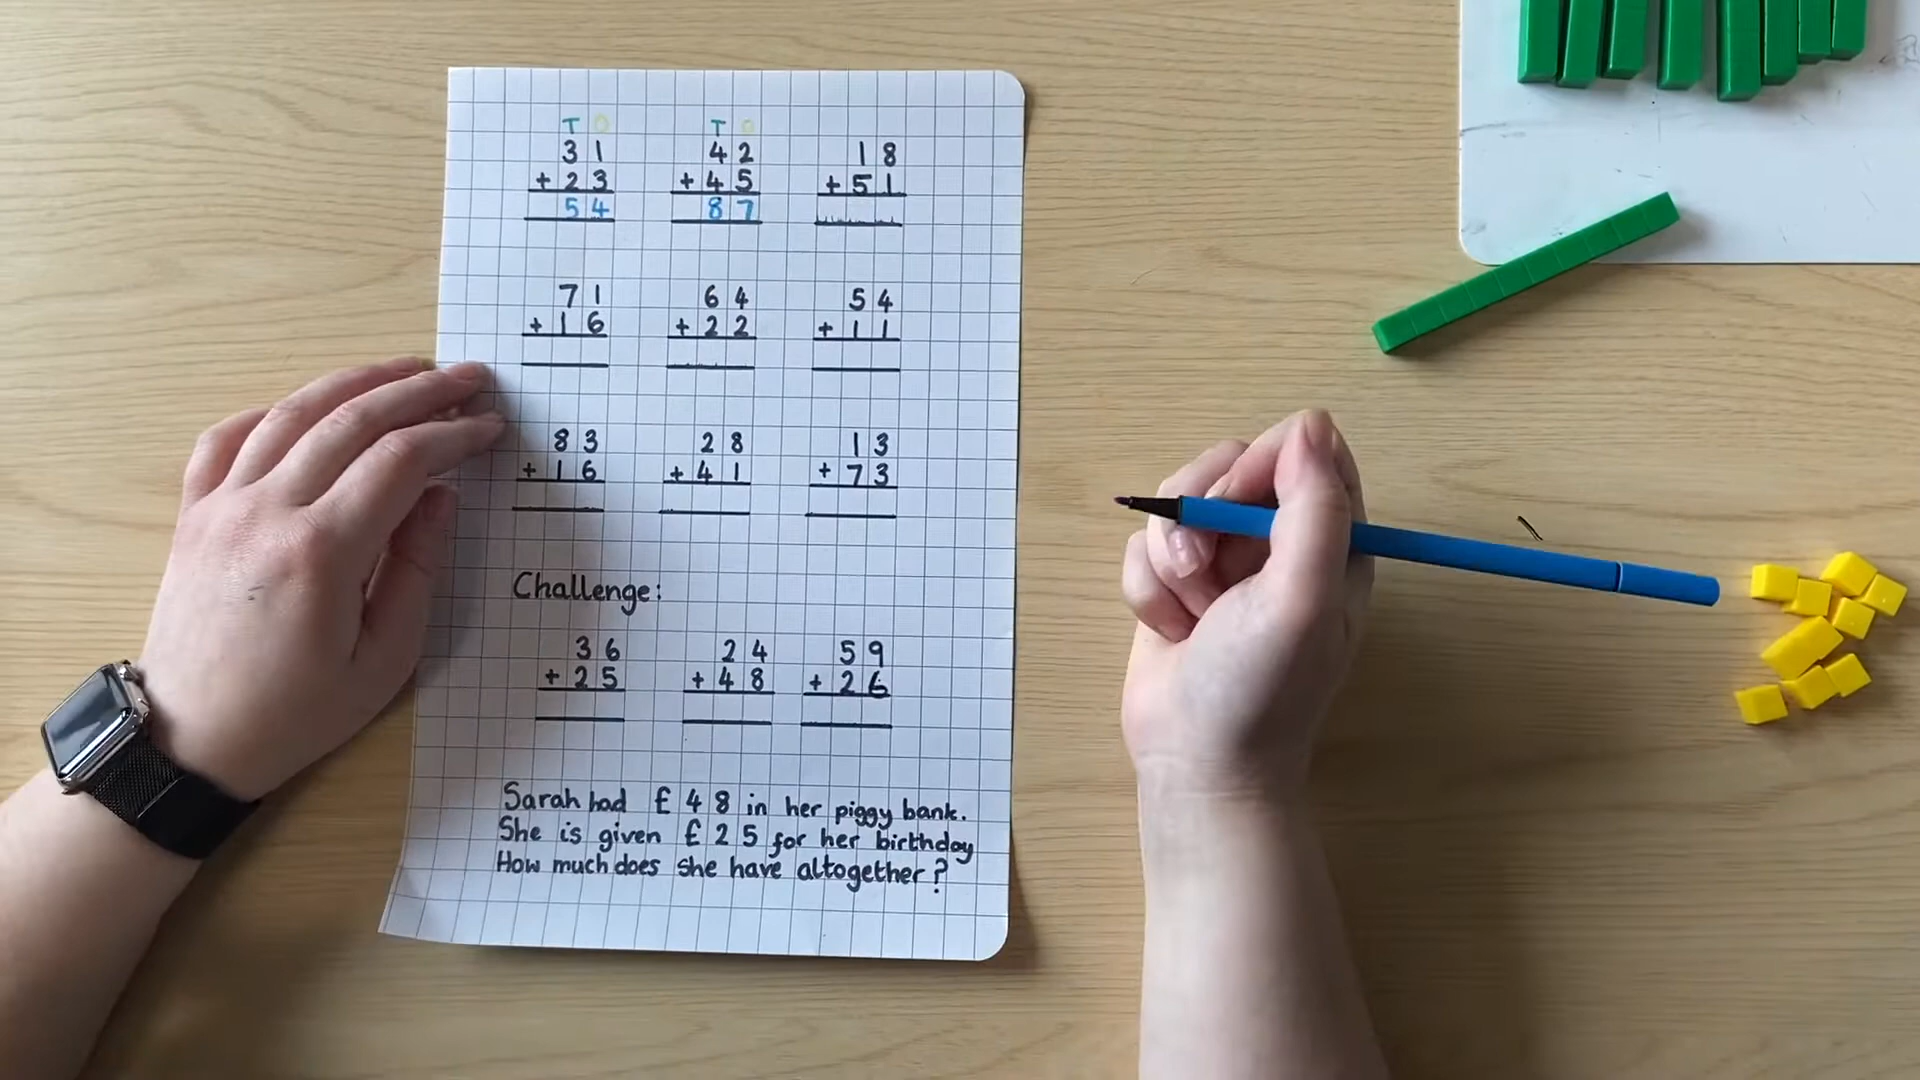 T O T O
3 1 4 2 1 8
+ 2 3 + 4 5 + 5 1
5 4 8 7
7 1 6 4 5 4
+ 1 6 + 2 2 + 1 1
8 3 2 8 1 3
+ 1 6 + 4 1 + 7 3
Challenge:
3 6 2 4 5 9
+ 2 5 + 4 8 + 2 6
Sarah had £ 4 8 in her piggy bank.
She is given £ 2 5 for her birthday
How much does she have altogether?